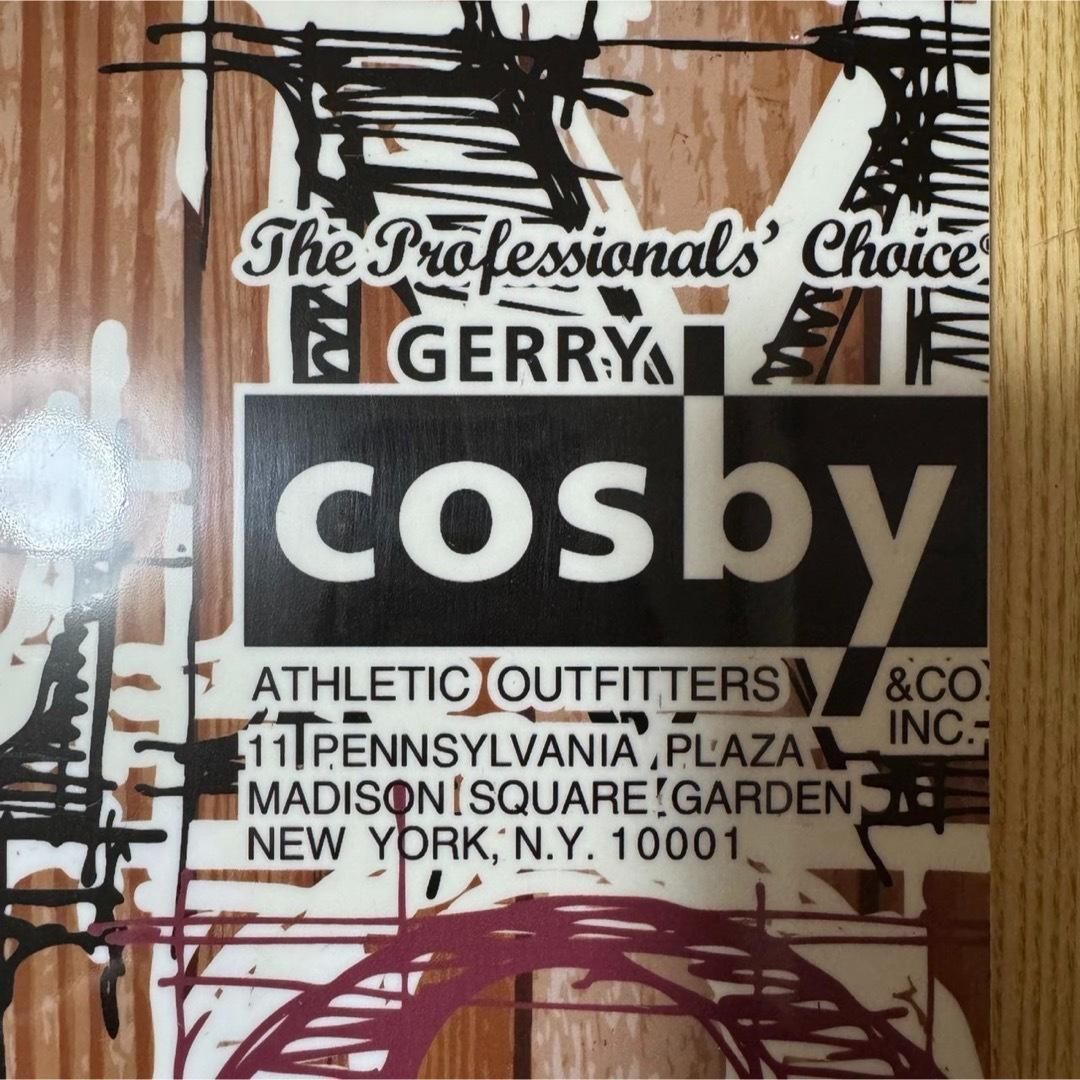 The Professionals' Choice®
GERRY
cosby
ATHLETIC OUTFITTERS &CO.
INC.
11 PENNSYLVANIA PLAZA
MADISON SQUARE GARDEN
NEW YORK, N.Y. 10001